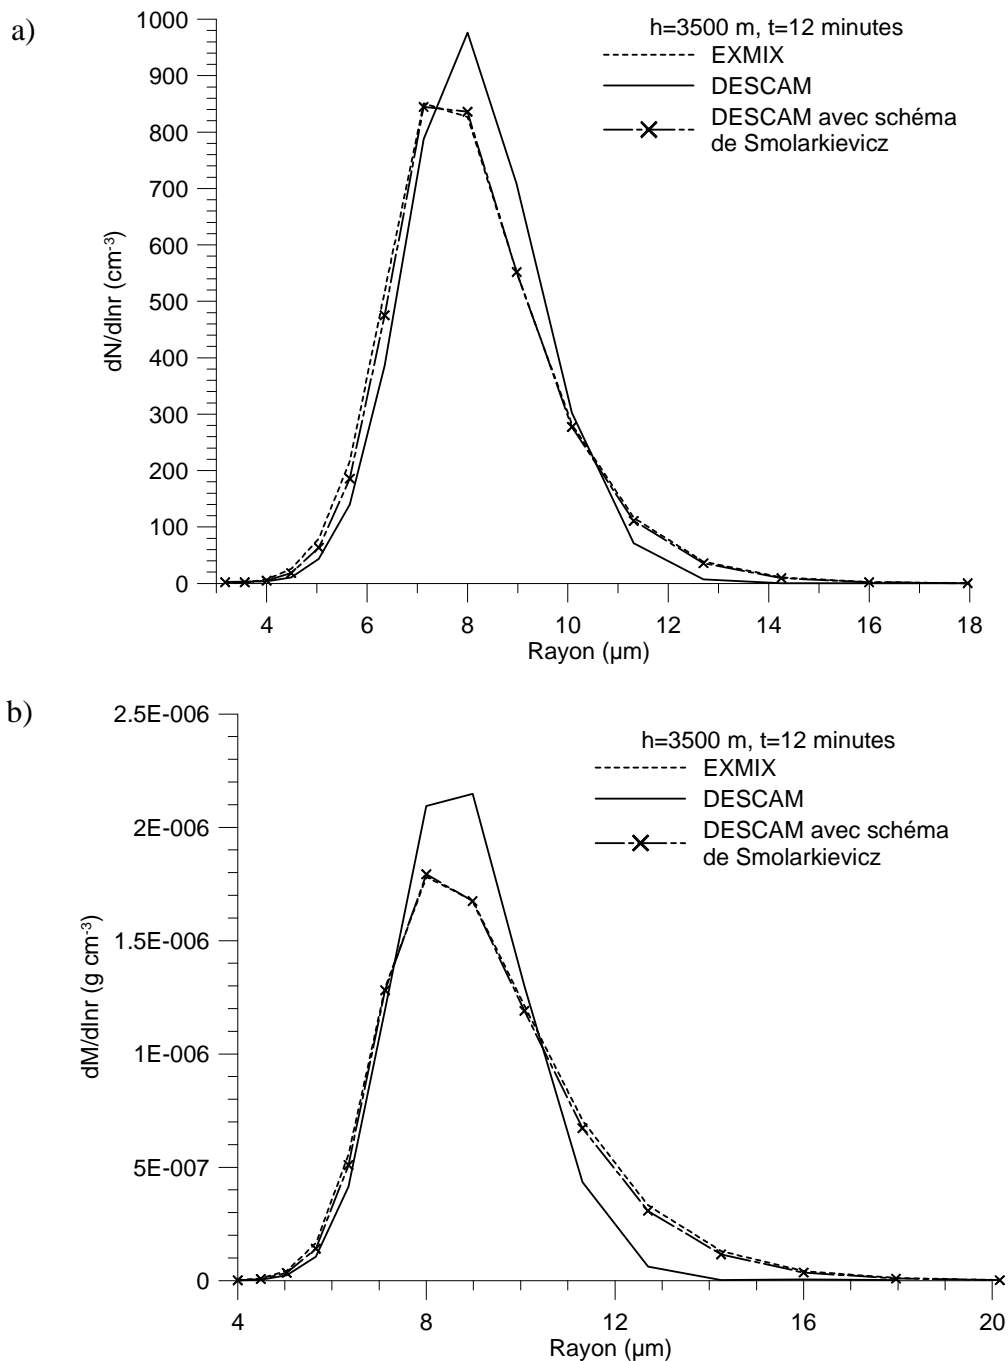 a)
h=3500 m, t=12 minutes
EXMIX
DESCAM
DESCAM avec schéma
de Smolarkievicz
dN/dlnr (cm-3)
1000
900
800
700
600
500
400
300
200
100
0
4 6 8 10 12 14 16 18
Rayon (µm)
b)
h=3500 m, t=12 minutes
EXMIX
DESCAM
DESCAM avec schéma
de Smolarkievicz
dM/dlnr (g cm-3)
2.5E-006
2E-006
1.5E-006
1E-006
5E-007
0
4 8 12 16 20
Rayon (µm)